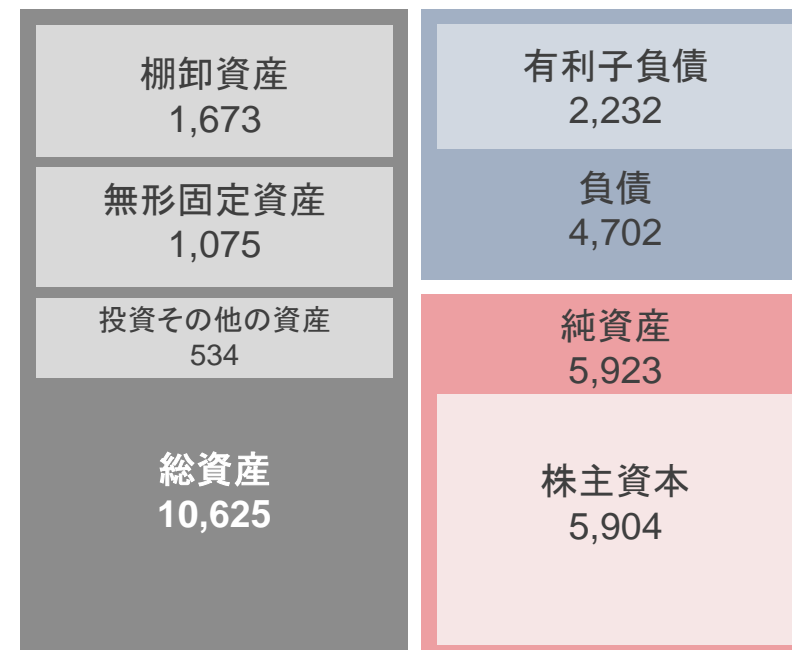 棚卸資産
1,673
無形固定資産
1,075
投資その他の資産
534
総資産
10,625
有利子負債
2,232
負債
4,702
純資産
5,923
株主資本
5,904